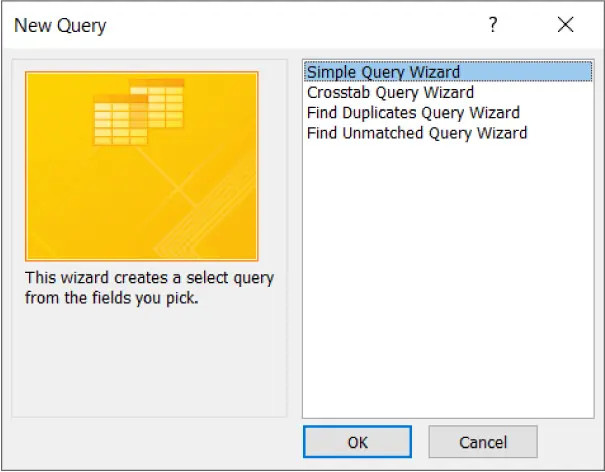 New Query
?
Simple Query Wizard
Crosstab Query Wizard
Find Duplicates Query Wizard
Find Unmatched Query Wizard
This wizard creates a select query
from the fields you pick.
OK
Cancel